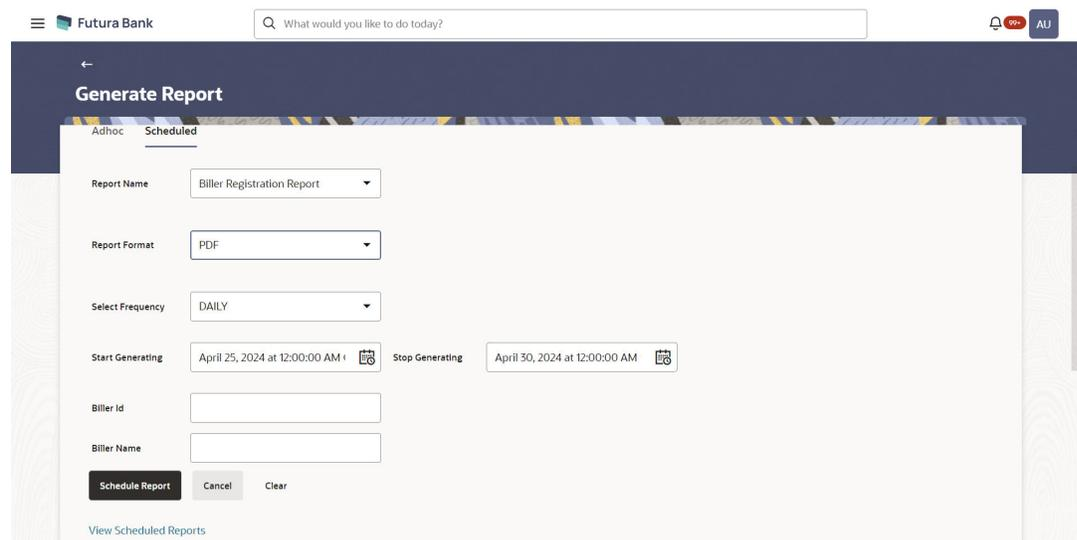 Futura Bank
What would you like to do today?
99+
AU
Generate Report
Adhoc Scheduled
Report Name Biller Registration Report
Report Format PDF
Select Frequency DAILY
Start Generating April 25, 2024 at 12:00:00 AM Stop Generating April 30, 2024 at 12:00:00 AM
Biller Id
Biller Name
Schedule Report Cancel Clear
View Scheduled Reports